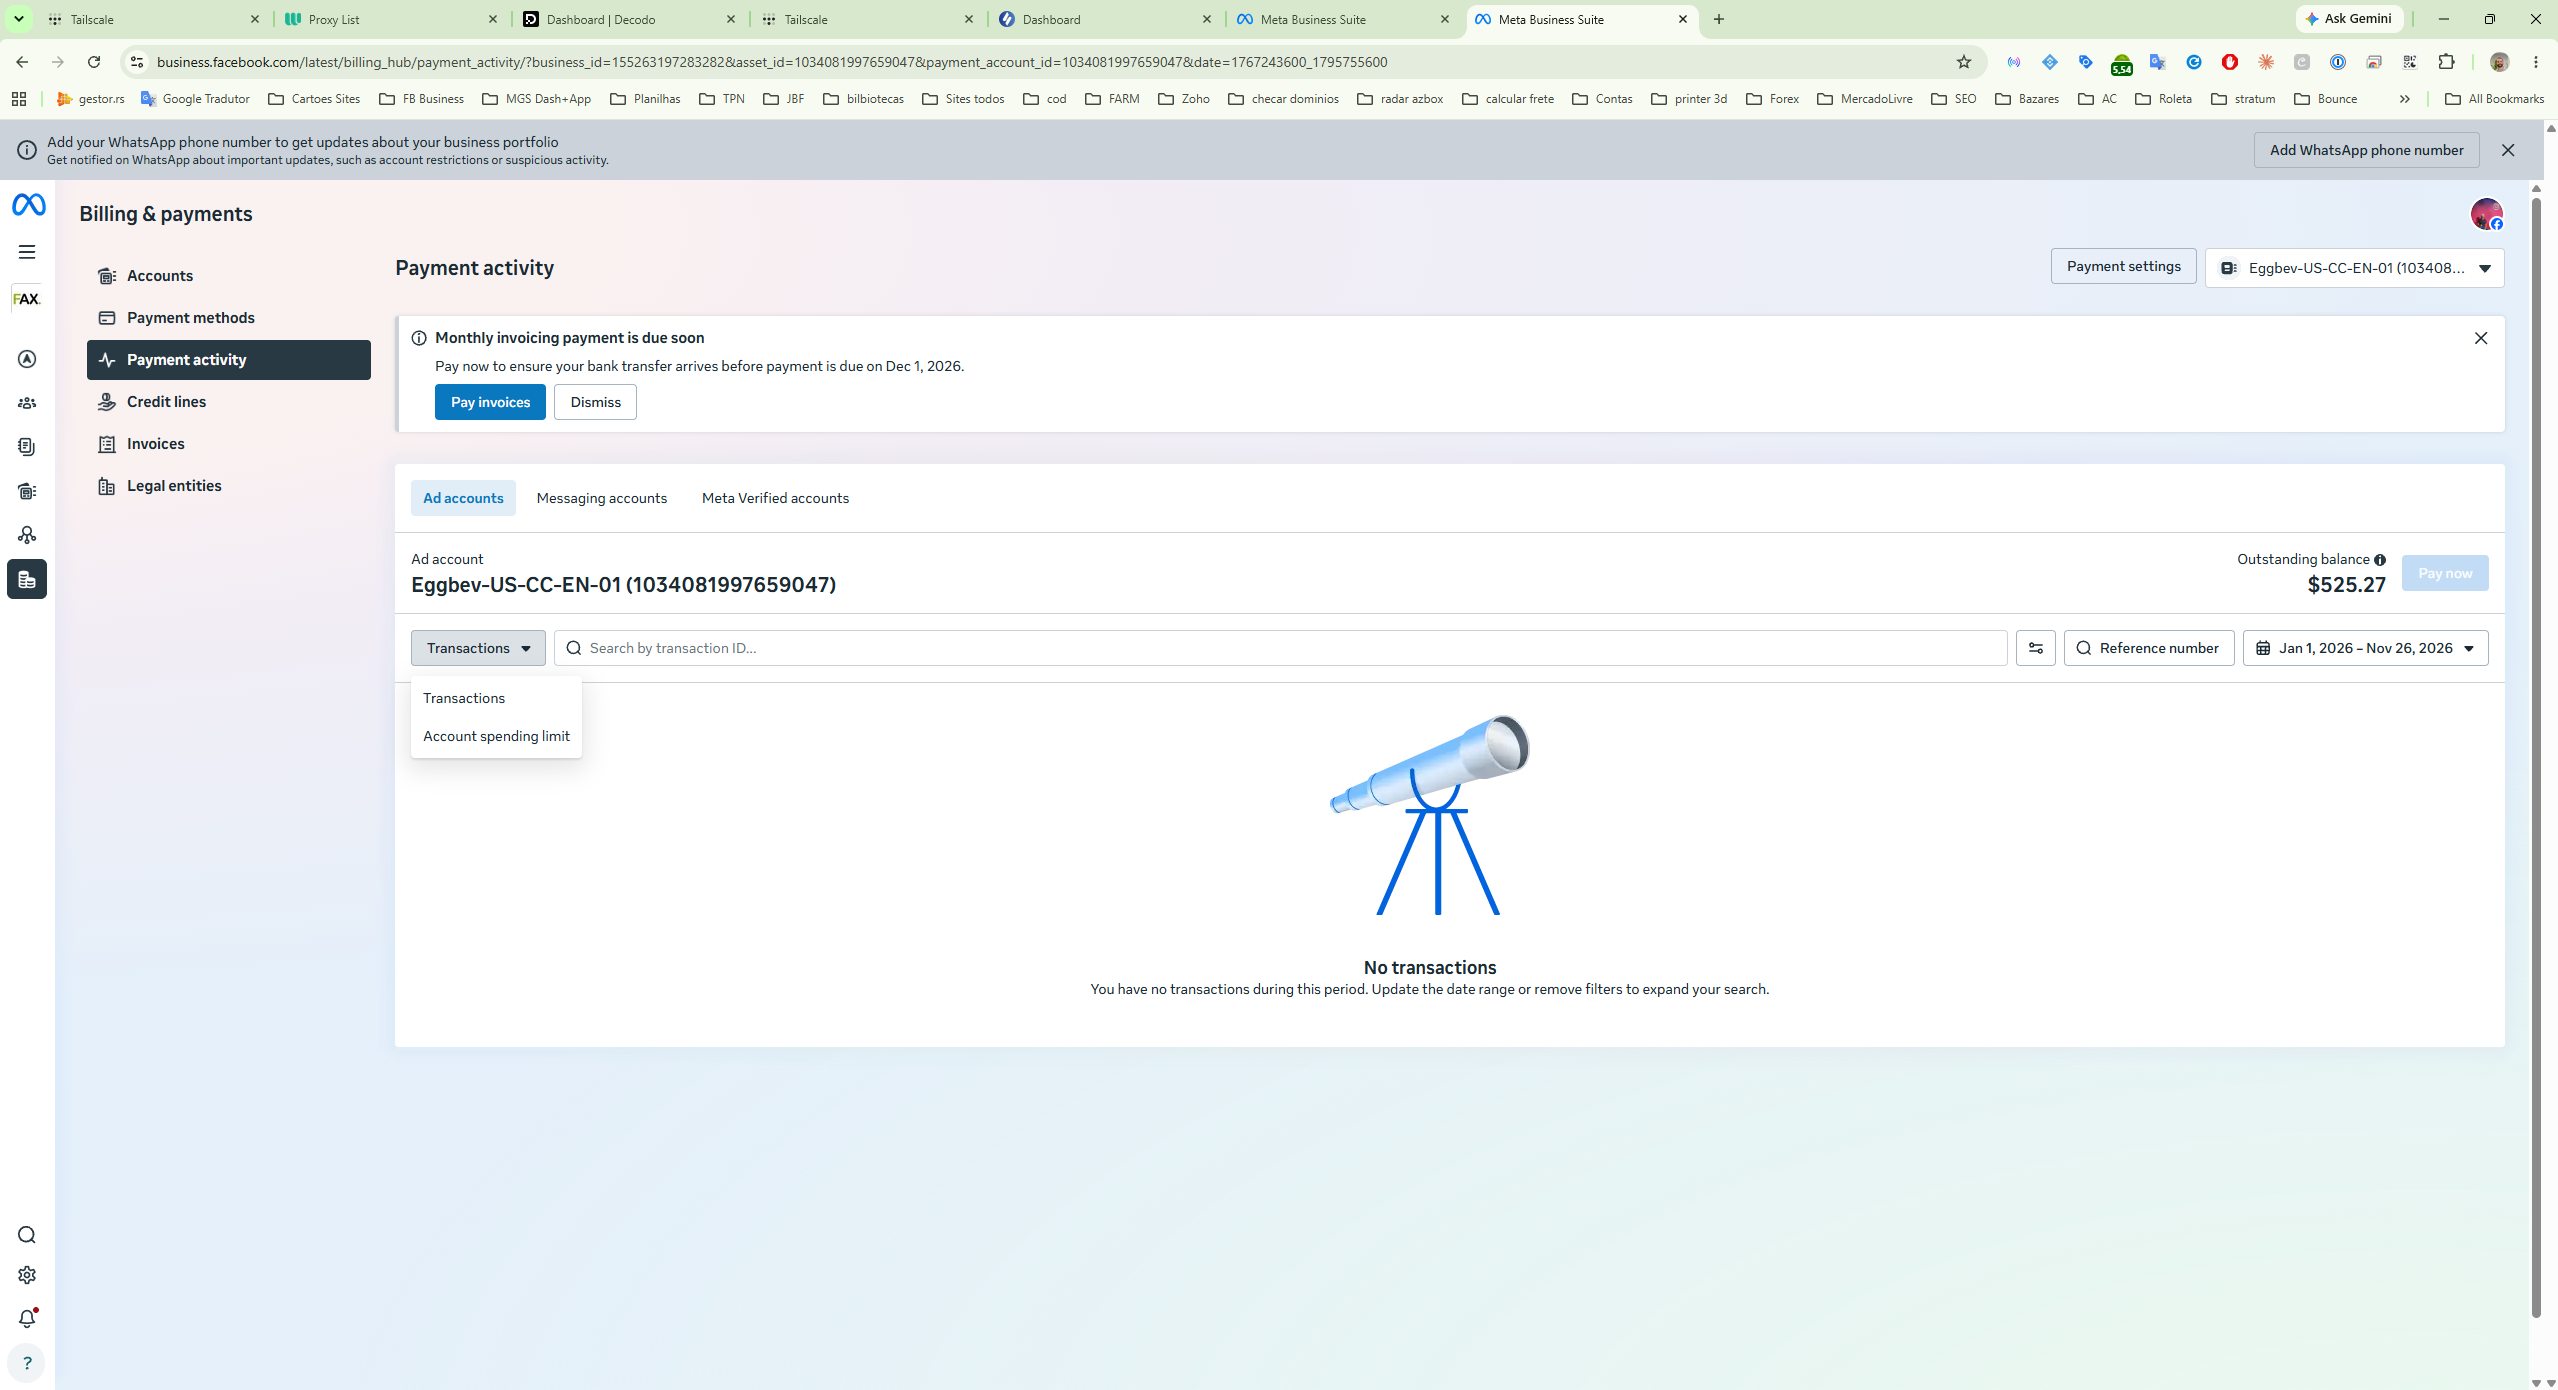 Tailscale
Proxy List
Dashboard | Decodo
Tailscale
Dashboard
Meta Business Suite
Meta Business Suite
Ask Gemini
business.facebook.com/latest/billing_hub/payment_activity/?business_id=155263197283282&asset_id=1034081997659047&payment_account_id=1034081997659047&date=1767243600_1795755600
5,54
gestor.rs
Google Tradutor
Cartoes Sites
FB Business
MGS Dash+App
Planilhas
TPN
JBF
bilbiotecas
Sites todos
cod
FARM
Zoho
checar dominios
radar azbox
calcular frete
Contas
printer 3d
Forex
MercadoLivre
SEO
Bazares
AC
Roleta
stratum
Bounce
All Bookmarks
Add your WhatsApp phone number to get updates about your business portfolio
Get notified on WhatsApp about important updates, such as account restrictions or suspicious activity.
Add WhatsApp phone number
Billing & payments
FAX.
Accounts
Payment methods
Payment activity
Credit lines
Invoices
Legal entities
Payment activity
Payment settings
Eggbev-US-CC-EN-01 (103408...
Monthly invoicing payment is due soon
Pay now to ensure your bank transfer arrives before payment is due on Dec 1, 2026.
Pay invoices
Dismiss
Ad accounts
Messaging accounts
Meta Verified accounts
Ad account
Eggbev-US-CC-EN-01 (1034081997659047)
Outstanding balance
$525.27
Pay now
Transactions
Search by transaction ID...
Reference number
Jan 1, 2026 – Nov 26, 2026
Transactions
Account spending limit
No transactions
You have no transactions during this period. Update the date range or remove filters to expand your search.
?